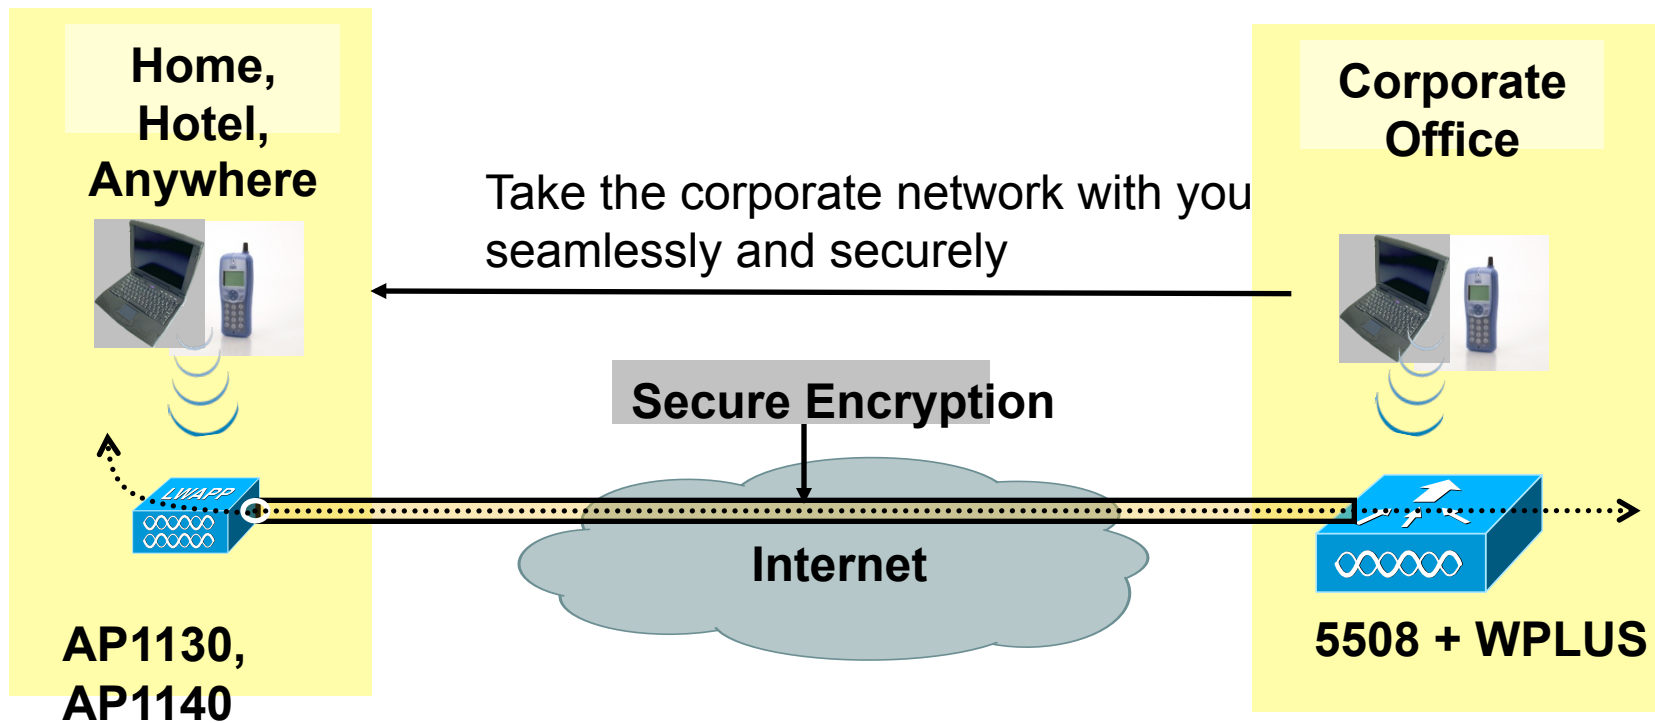 Home,
Hotel,
Anywhere
Corporate
Office
Take the corporate network with you
seamlessly and securely
Secure Encryption
LWAPP
Internet
AP1130,
AP1140
5508 + WPLUS